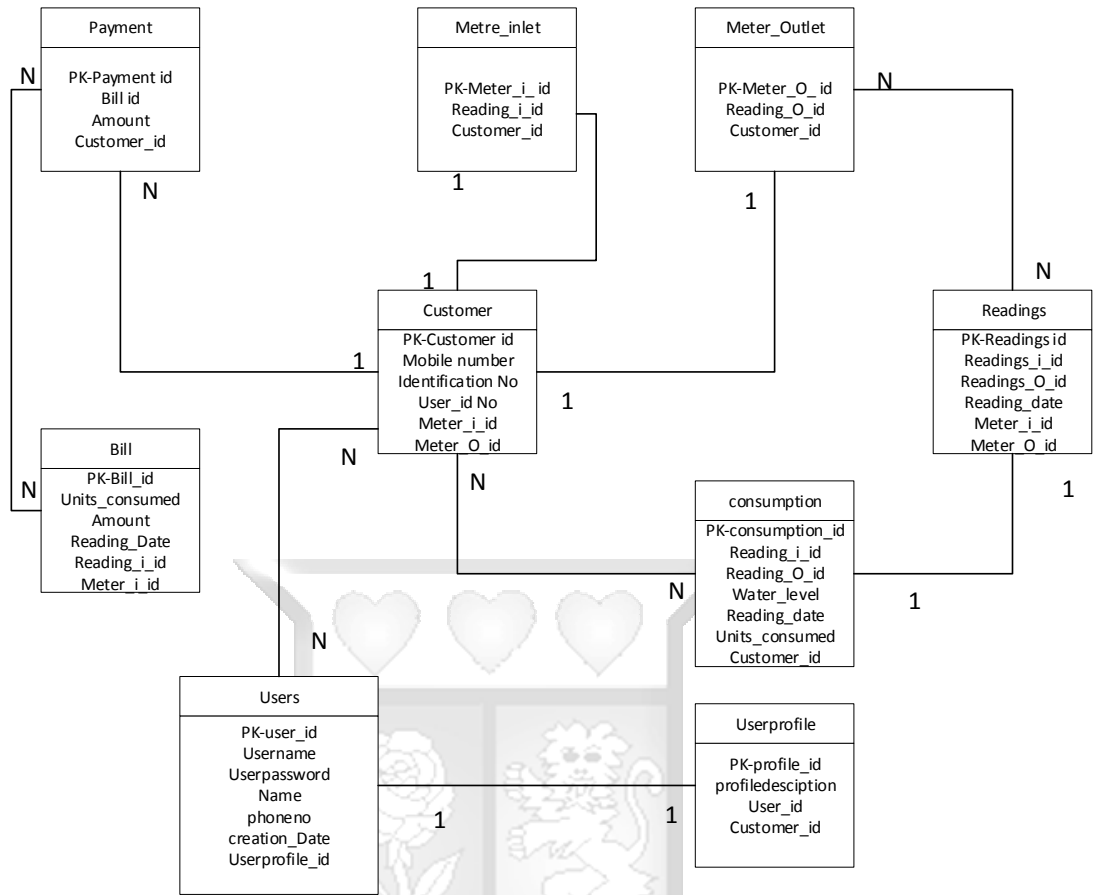 Payment
PK-Payment id
Bill id
Amount
Customer_id
Metre_inlet
PK-Meter_i_ id
Reading_i_id
Customer_id
Meter_Outlet
PK-Meter_O_ id
Reading_O_id
Customer_id
N
N
N
1
1
N
1
Customer
PK-Customer id
Mobile number
Identification No
User_id No
Meter_i_id
Meter_O_id
1
1
N
N
Readings
PK-Readings id
Readings_i_id
Readings_O_id
Reading_date
Meter_i_id
Meter_O_id
1
N
Bill
PK-Bill_id
Units_consumed
Amount
Reading_Date
Reading_i_id
Meter_i_id
consumption
PK-consumption_id
Reading_i_id
Reading_O_id
Water_level
Reading_date
Units_consumed
Customer_id
N
1
N
Users
PK-user_id
Username
Userpassword
Name
phoneno
creation_Date
Userprofile_id
1
1
Userprofile
PK-profile_id
profiledesciption
User_id
Customer_id